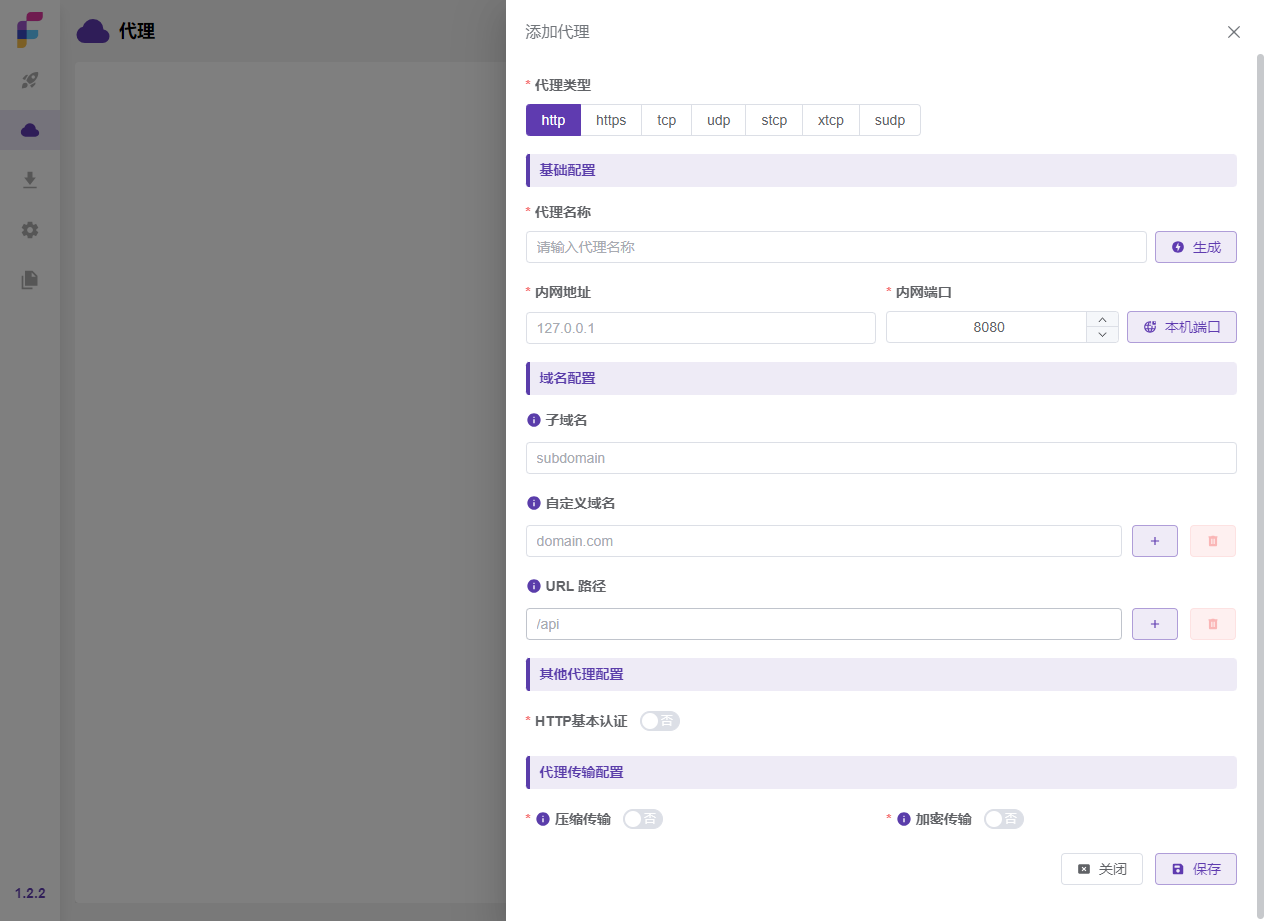 代理
添加代理
* 代理类型
http https tcp udp stcp xtcp sudp
基础配置
* 代理名称
请输入代理名称 生成
* 内网地址 * 内网端口
127.0.0.1 8080 本机端口
域名配置
子域名
subdomain
自定义域名
domain.com +
URL 路径
/api +
其他代理配置
* HTTP基本认证 否
代理传输配置
* 压缩传输 否 * 加密传输 否
关闭 保存
1.2.2